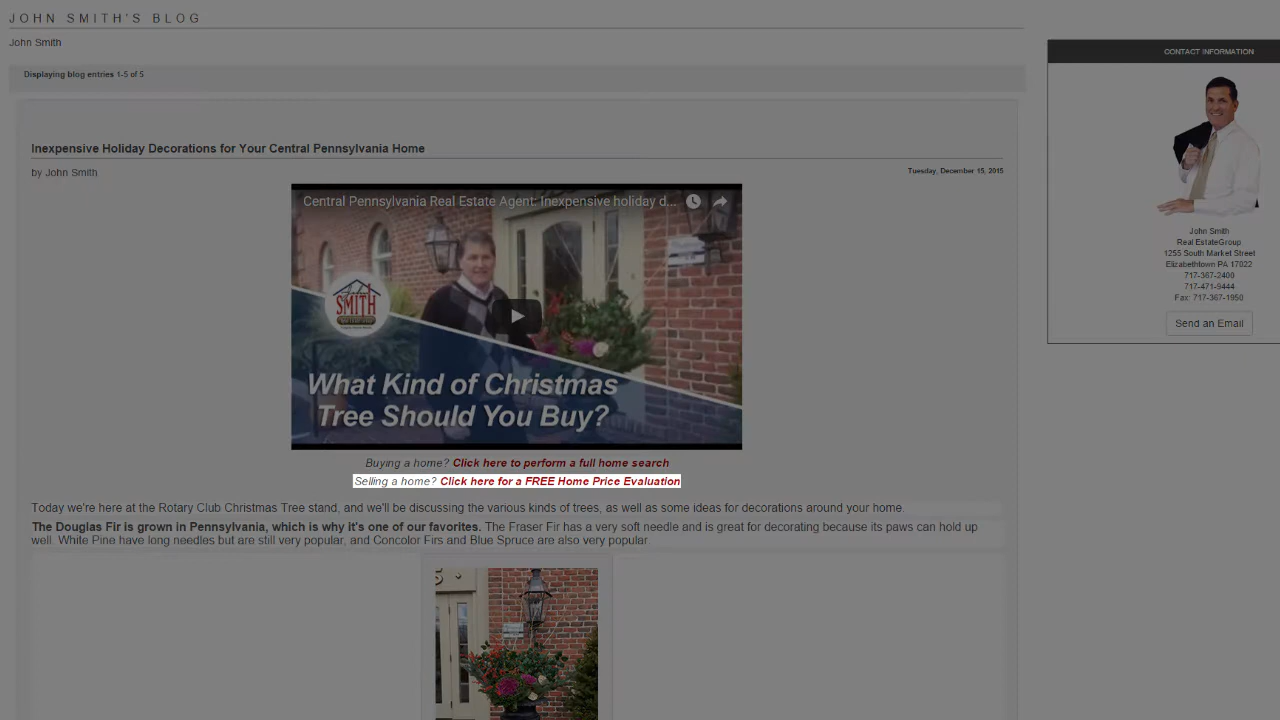 JOHN SMITH'S BLOG
John Smith
Displaying blog entries 1-5 of 5
Inexpensive Holiday Decorations for Your Central Pennsylvania Home
by John Smith
Tuesday, December 15, 2015
Central Pennsylvania Real Estate Agent: Inexpensive holiday d...
SMITH
What Kind of Christmas
Tree Should You Buy?
Buying a home? Click here to perform a full home search
Selling a home? Click here for a FREE Home Price Evaluation
Today we're here at the Rotary Club Christmas Tree stand, and we'll be discussing the various kinds of trees, as well as some ideas for decorations around your home.
The Douglas Fir is grown in Pennsylvania, which is why it's one of our favorites. The Fraser Fir has a very soft needle and is great for decorating because its paws can hold up
well. White Pine have long needles but are still very popular, and Concolor Firs and Blue Spruce are also very popular.
5
CONTACT INFORMATION
John Smith
Real EstateGroup
1255 South Market Street
Elizabethtown PA 17022
717-367-2400
717-471-9444
Fax: 717-367-1950
Send an Email